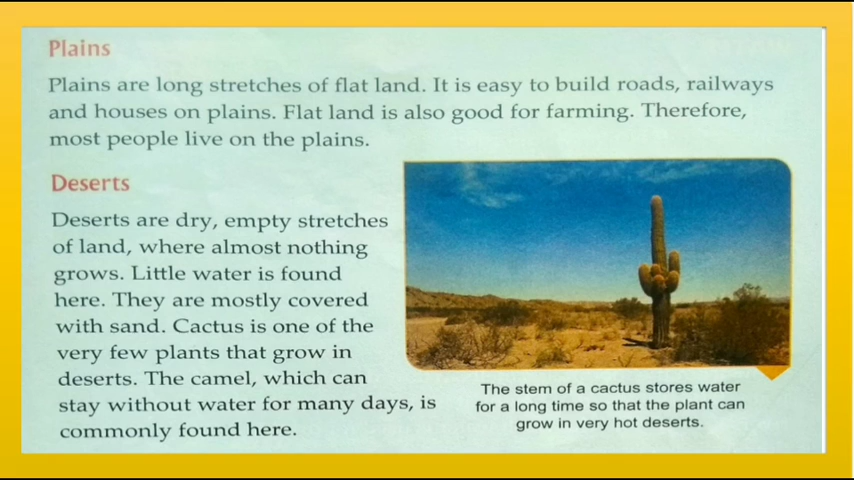 Plains
Plains are long stretches of flat land. It is easy to build roads, railways
and houses on plains. Flat land is also good for farming. Therefore,
most people live on the plains.
Deserts
Deserts are dry, empty stretches
of land, where almost nothing
grows. Little water is found
here. They are mostly covered
with sand. Cactus is one of the
very few plants that grow in
deserts. The camel, which can
stay without water for many days, is
commonly found here.
The stem of a cactus stores water
for a long time so that the plant can
grow in very hot deserts.